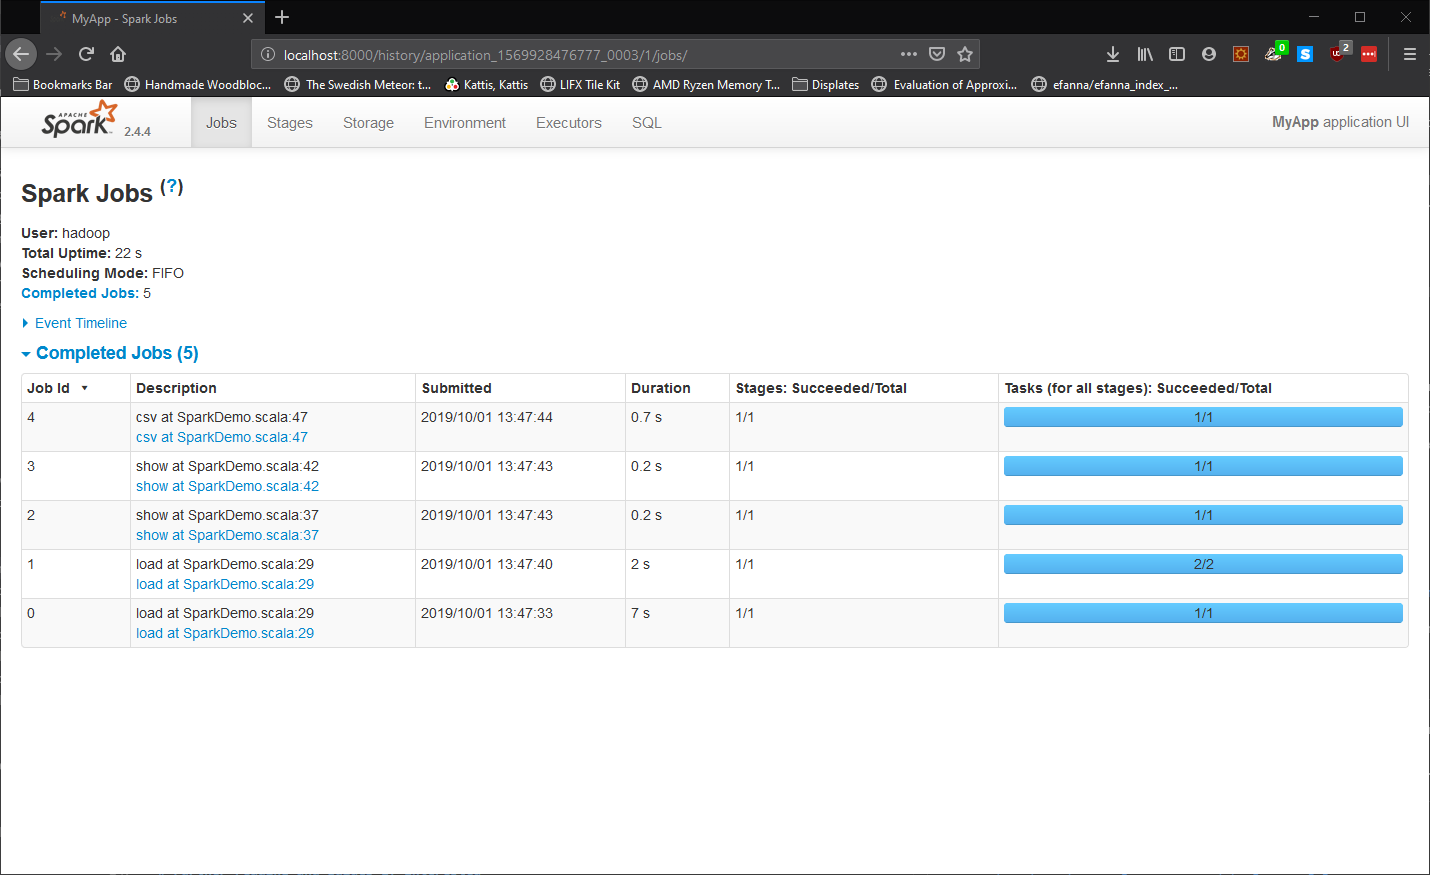 MyApp - Spark Jobs
localhost:8000/history/application_1569928476777_0003/1/jobs/
0
S
2
Bookmarks Bar Handmade Woodbloc... The Swedish Meteor: t... Kattis, Kattis LIFX Tile Kit AMD Ryzen Memory T... Displates Evaluation of Approxi... efanna/efanna_index_...
APACHE
Spark 2.4.4 Jobs Stages Storage Environment Executors SQL MyApp application UI
Spark Jobs (?)
User: hadoop
Total Uptime: 22 s
Scheduling Mode: FIFO
Completed Jobs: 5
Event Timeline
Completed Jobs (5)
Job Id Description Submitted Duration Stages: Succeeded/Total Tasks (for all stages): Succeeded/Total
4 csv at SparkDemo.scala:47 2019/10/01 13:47:44 0.7 s 1/1 1/1
csv at SparkDemo.scala:47
3 show at SparkDemo.scala:42 2019/10/01 13:47:43 0.2 s 1/1 1/1
show at SparkDemo.scala:42
2 show at SparkDemo.scala:37 2019/10/01 13:47:43 0.2 s 1/1 1/1
show at SparkDemo.scala:37
1 load at SparkDemo.scala:29 2019/10/01 13:47:40 2 s 1/1 2/2
load at SparkDemo.scala:29
0 load at SparkDemo.scala:29 2019/10/01 13:47:33 7 s 1/1 1/1
load at SparkDemo.scala:29